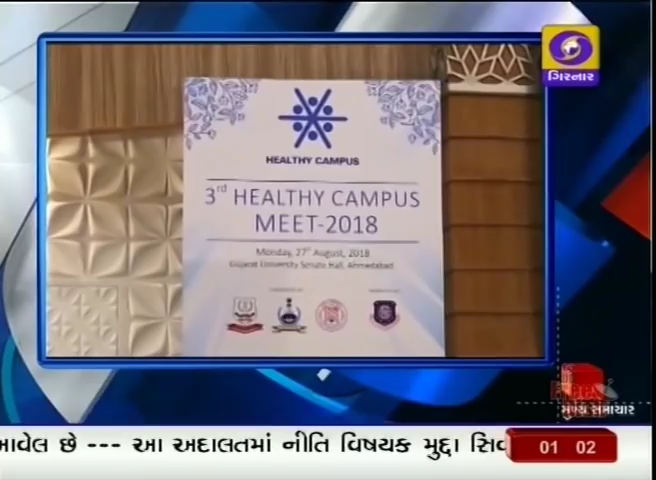 ગિરનાર
HEALTHY CAMPUS
3rd HEALTHY CAMPUS
MEET-2018
Monday, 27th August, 2018
Gujarat University Senate Hall, Ahmedabad
મુખ્ય સમાચાર
આ અદાલતમાં નીતિ વિષયક મુદ્દા
છે ---
01 02